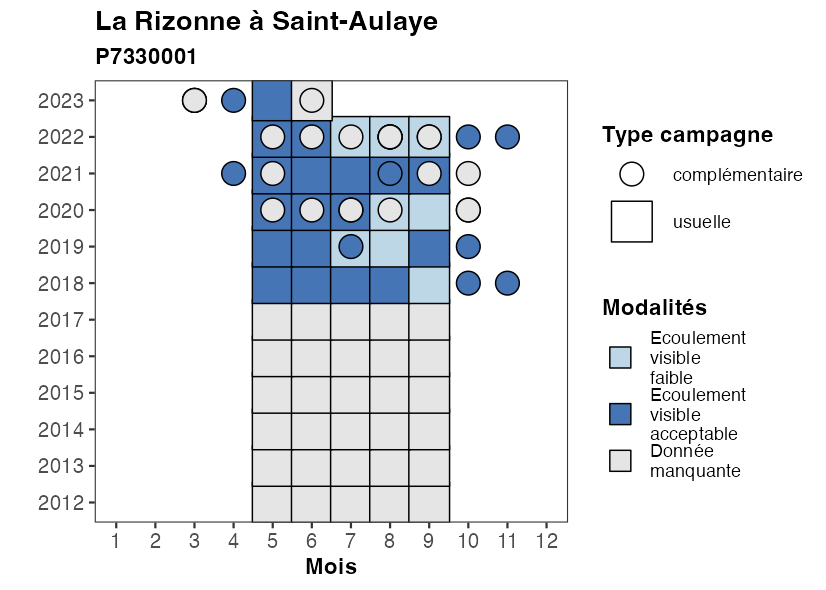 La Rizonne à Saint-Aulaye
P7330001
2023
2022
2021
2020
2019
2018
2017
2016
2015
2014
2013
2012
1 2 3 4 5 6 7 8 9 10 11 12
Mois
Type campagne
complémentaire
usuelle
Modalités
Ecoulement
visible
faible
Ecoulement
visible
acceptable
Donnée
manquante